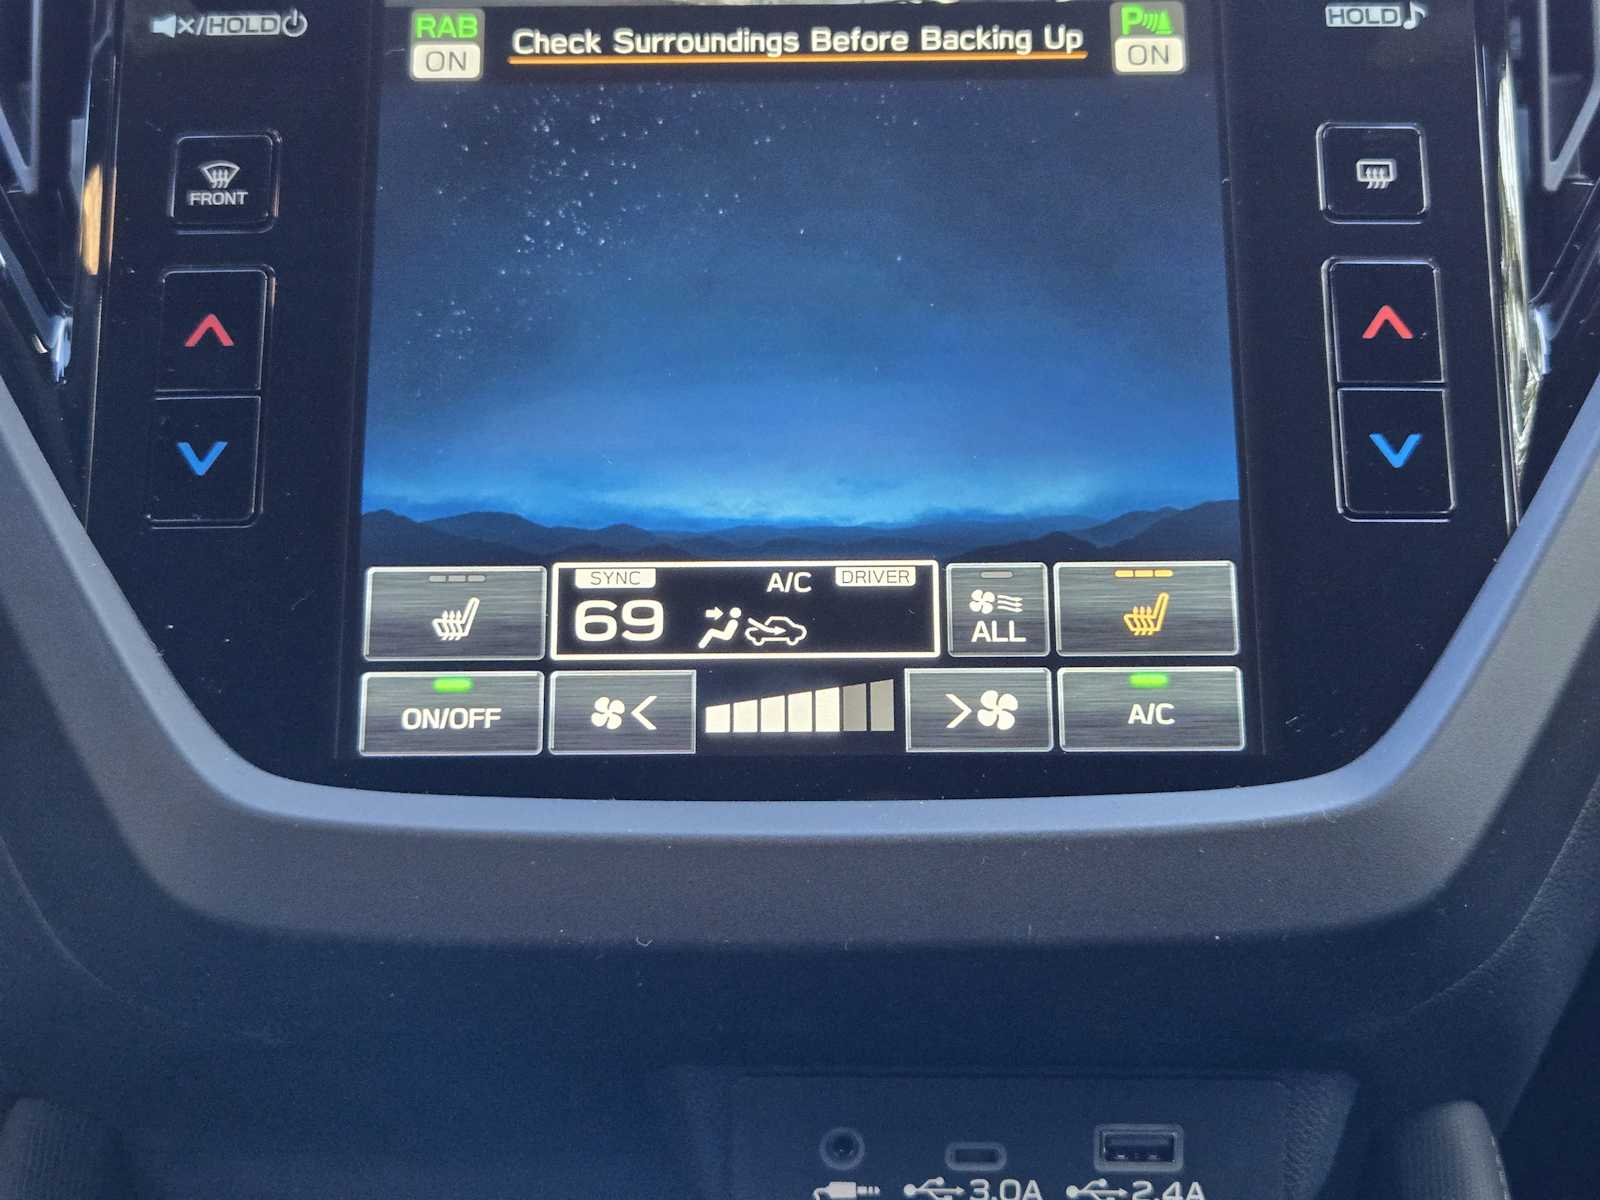 /HOLD
RAB
ON
Check Surroundings Before Backing Up
P
ON
HOLD
FRONT
SYNC
A/C
DRIVER
69
ALL
ON/OFF
A/C
3.0A
2.4A